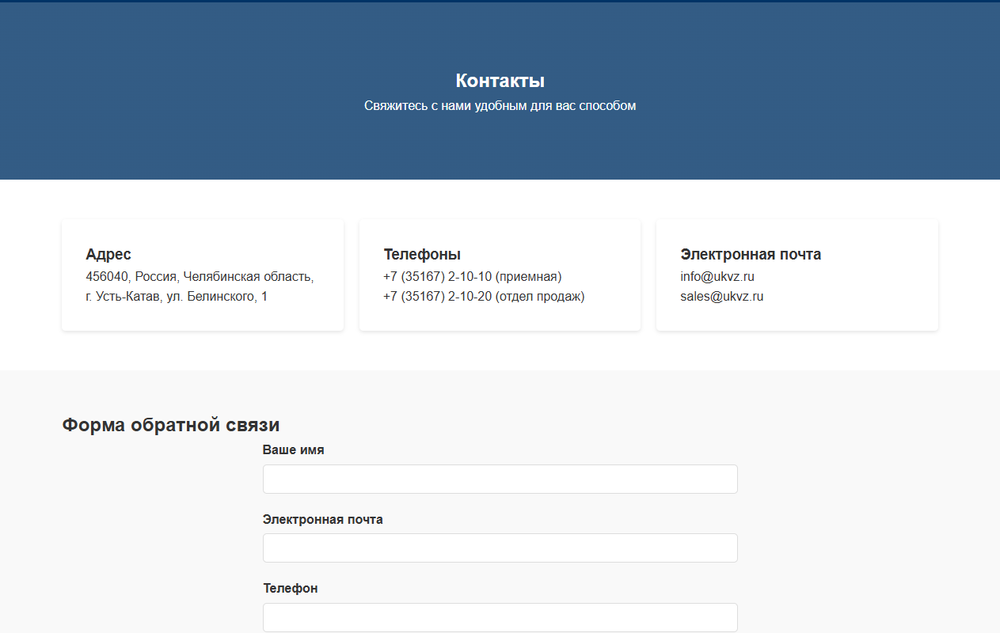 Контакты
Свяжитесь с нами удобным для вас способом
Адрес
456040, Россия, Челябинская область,
г. Усть-Катав, ул. Белинского, 1
Телефоны
+7 (35167) 2-10-10 (приемная)
+7 (35167) 2-10-20 (отдел продаж)
Электронная почта
info@ukvz.ru
sales@ukvz.ru
Форма обратной связи
Ваше имя
Электронная почта
Телефон